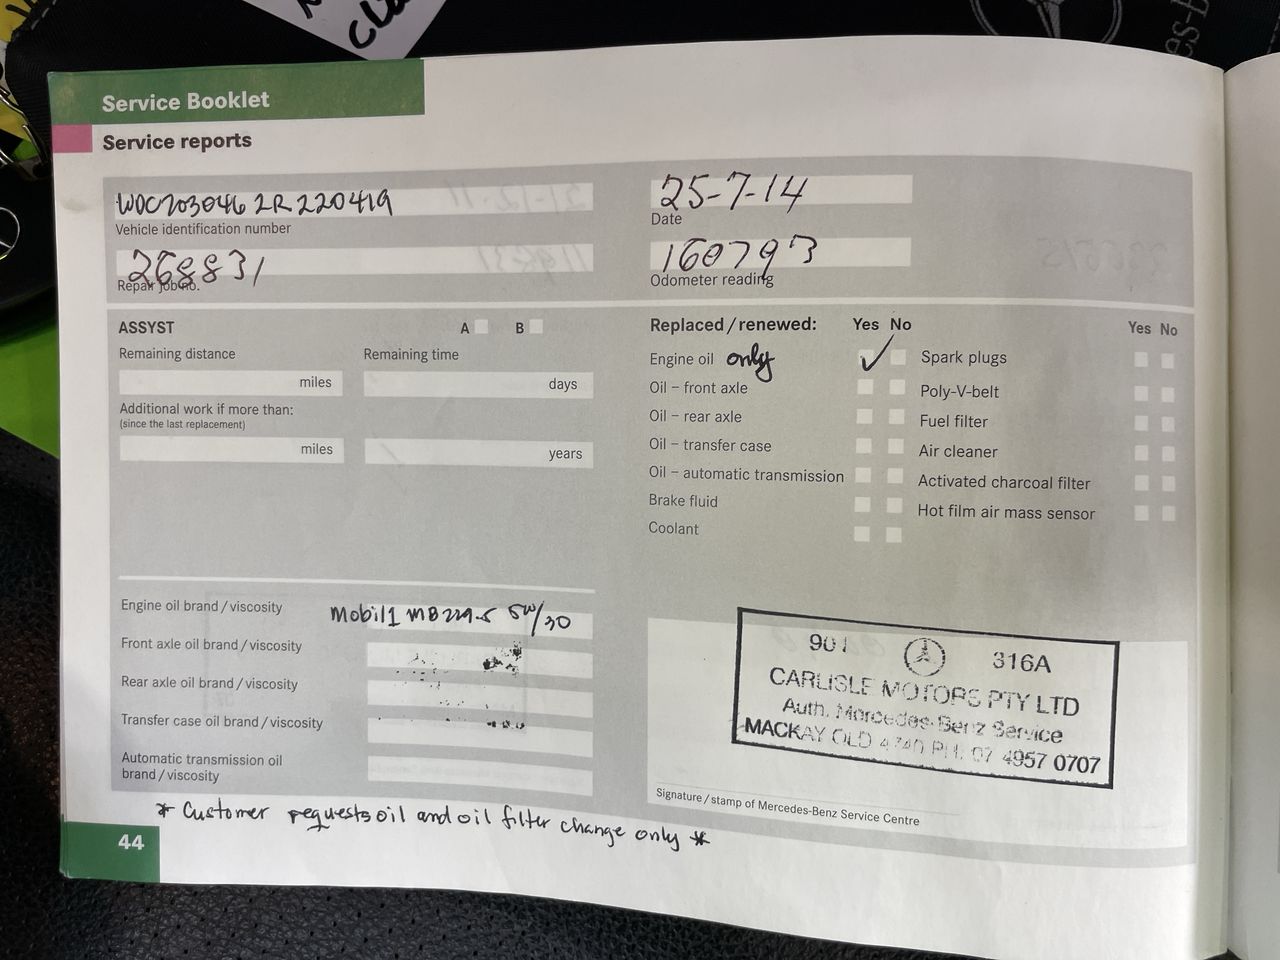 Service Booklet
Service reports
WDC2030462R220419
Vehicle identification number
25-7-14
Date
268831
Repair job no.
160793
Odometer reading
ASSYST A B
Remaining distance Remaining time
miles days
Additional work if more than:
(since the last replacement)
miles years
Replaced / renewed: Yes No Yes No
Engine oil only ✓ Spark plugs
Oil – front axle Poly-V-belt
Oil – rear axle Fuel filter
Oil – transfer case Air cleaner
Oil – automatic transmission Activated charcoal filter
Brake fluid Hot film air mass sensor
Coolant
Engine oil brand / viscosity Mobil1 MB229-5 5W/30
Front axle oil brand / viscosity
Rear axle oil brand / viscosity
Transfer case oil brand / viscosity
Automatic transmission oil
brand / viscosity
901 316A
CARLISLE MOTORS PTY LTD
Auth. Mercedes-Benz Service
MACKAY QLD 4740 PH: 07 4957 0707
Signature / stamp of Mercedes-Benz Service Centre
* Customer requests oil and oil filter change only *
44